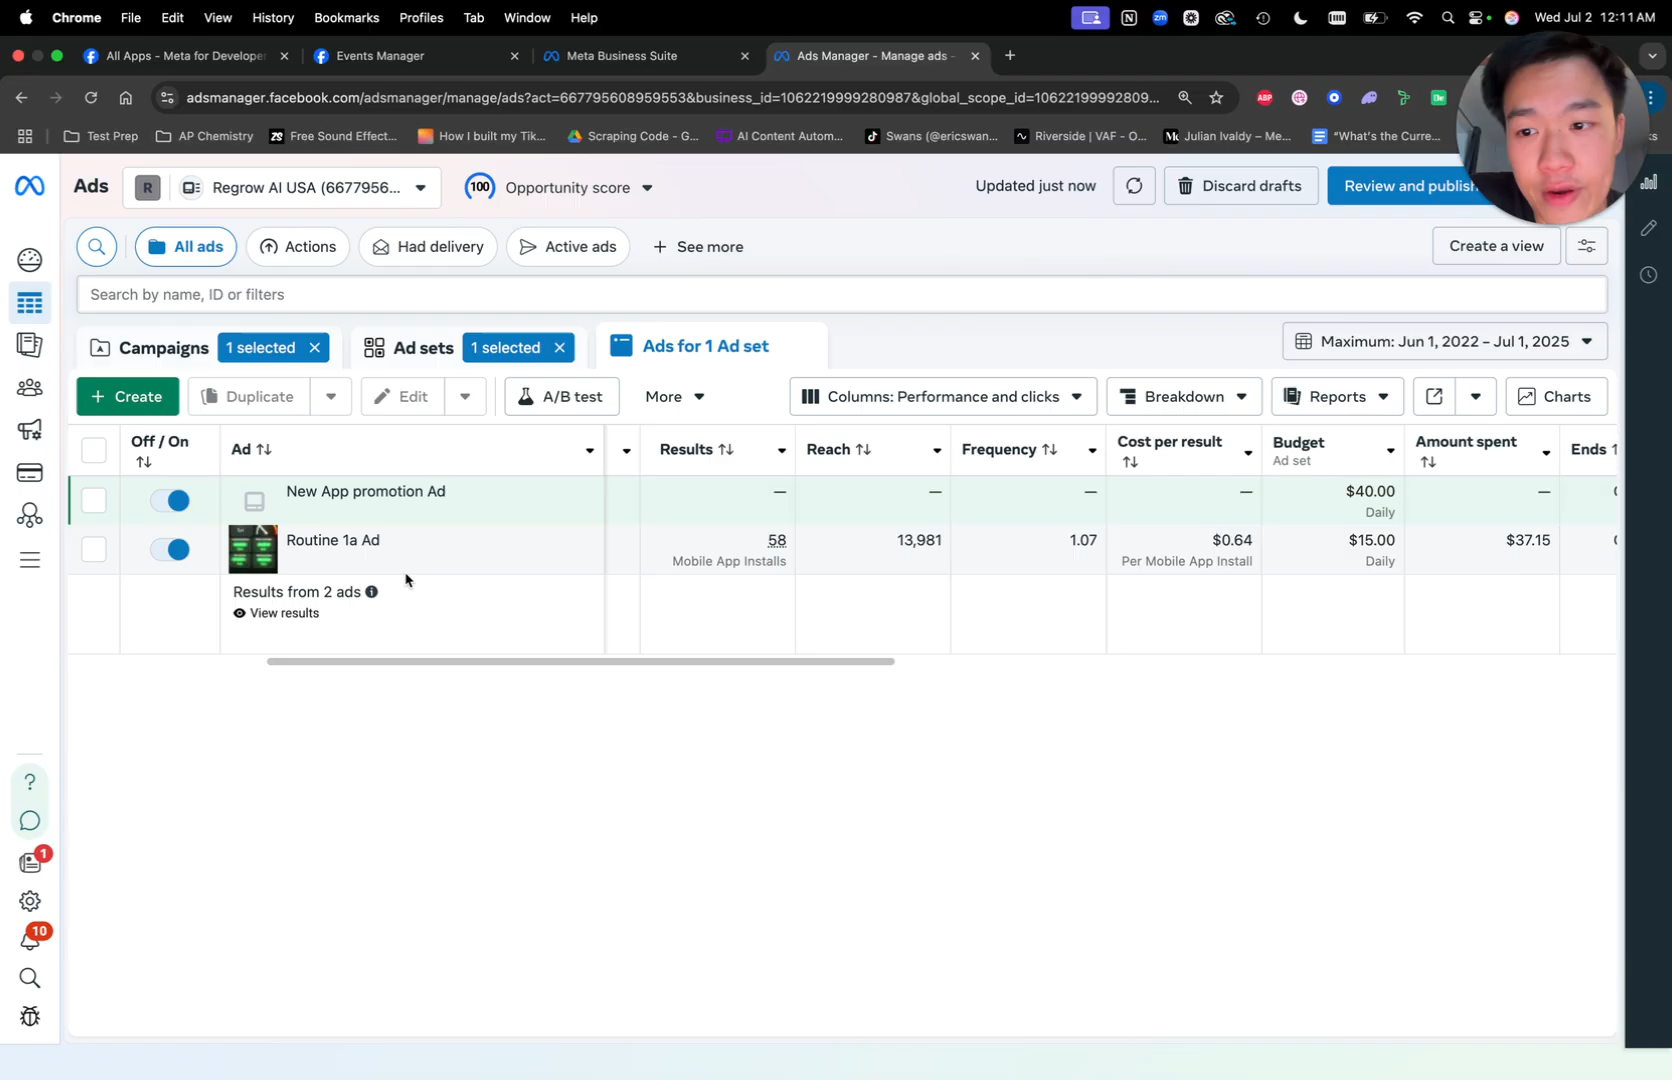 Chrome File Edit View History Bookmarks Profiles Tab Window Help Wed Jul 2 12:11 AM
All Apps - Meta for Developer Events Manager Meta Business Suite Ads Manager - Manage ads -
adsmanager.facebook.com/adsmanager/manage/ads?act=667795608959553&business_id=1062219999280987&global_scope_id=10622199992809...
Test Prep AP Chemistry Free Sound Effect... How I built my Tik... Scraping Code - G... AI Content Autom... Swans (@ericswan... Riverside | VAF - O... Julian Ivaldy – Me... "What's the Curre...
Ads R Regrow AI USA (6677956... 100 Opportunity score Updated just now Discard drafts Review and publish
All ads Actions Had delivery Active ads + See more Create a view
Search by name, ID or filters
Campaigns 1 selected Ad sets 1 selected Ads for 1 Ad set Maximum: Jun 1, 2022 – Jul 1, 2025
+ Create Duplicate Edit A/B test More Columns: Performance and clicks Breakdown Reports Charts
Off / On Ad Results Reach Frequency Cost per result Budget Amount spent Ends
Ad set
New App promotion Ad — — — — $40.00 —
Daily
Routine 1a Ad 58 13,981 1.07 $0.64 $15.00 $37.15
Mobile App Installs Per Mobile App Install Daily
Results from 2 ads
View results
1
10